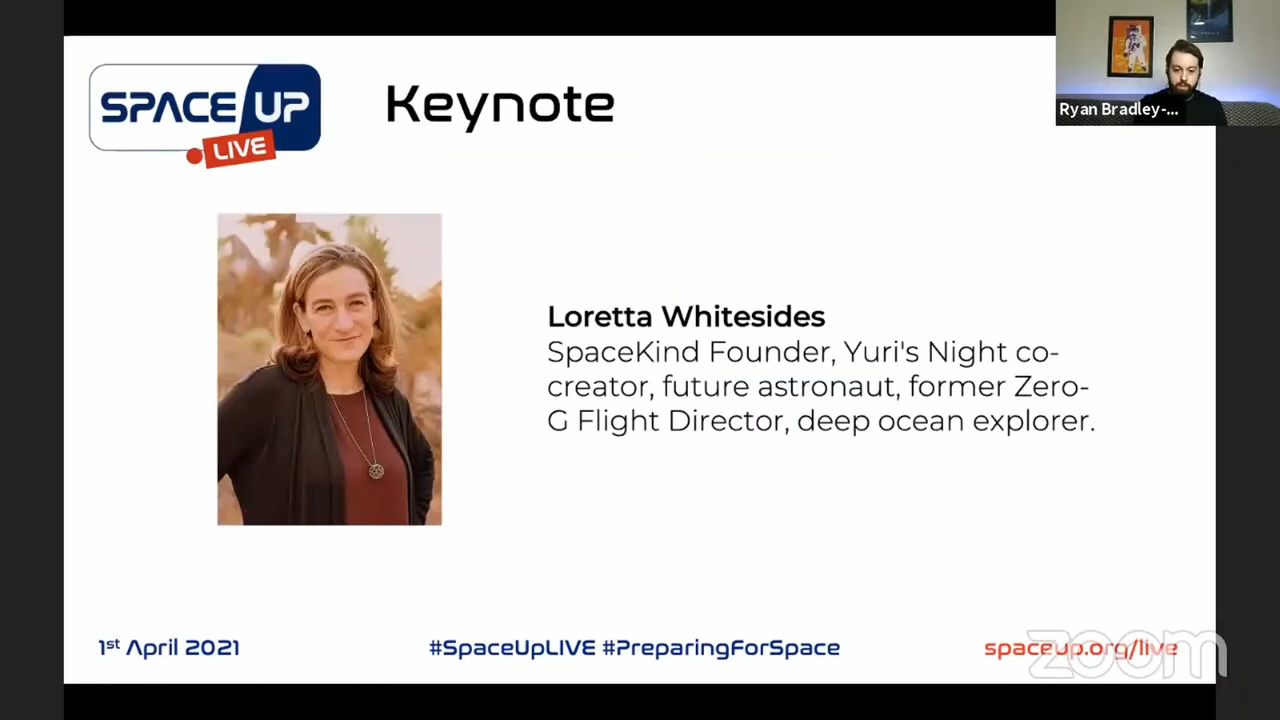 SPACE UP
LIVE
Keynote
Ryan Bradley-...
Loretta Whitesides
SpaceKind Founder, Yuri's Night co-
creator, future astronaut, former Zero-
G Flight Director, deep ocean explorer.
1st April 2021
#SpaceUpLIVE #PreparingForSpace
spaceup.org/live
zoom